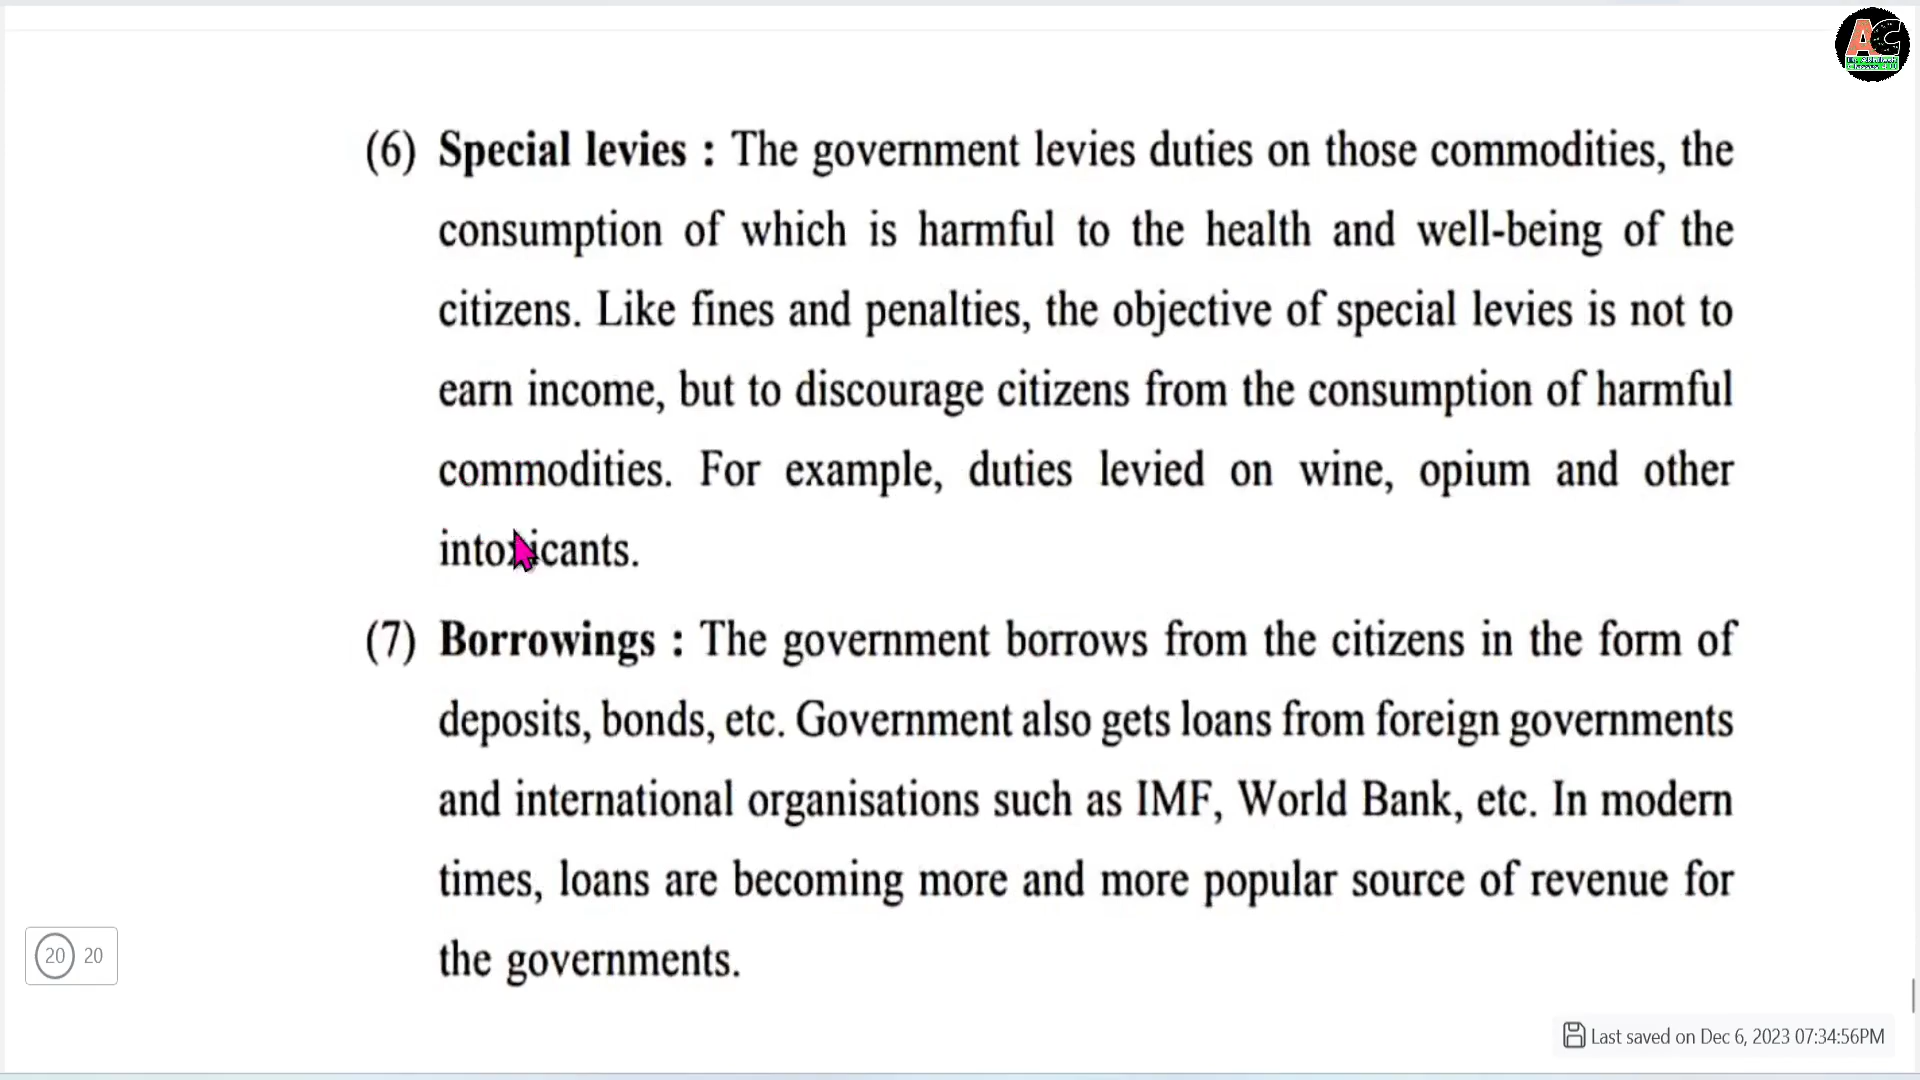 AC
(6) Special levies : The government levies duties on those commodities, the
consumption of which is harmful to the health and well-being of the
citizens. Like fines and penalties, the objective of special levies is not to
earn income, but to discourage citizens from the consumption of harmful
commodities. For example, duties levied on wine, opium and other
intoxicants.
(7) Borrowings : The government borrows from the citizens in the form of
deposits, bonds, etc. Government also gets loans from foreign governments
and international organisations such as IMF, World Bank, etc. In modern
times, loans are becoming more and more popular source of revenue for
the governments.
20 20
Last saved on Dec 6, 2023 07:34:56PM